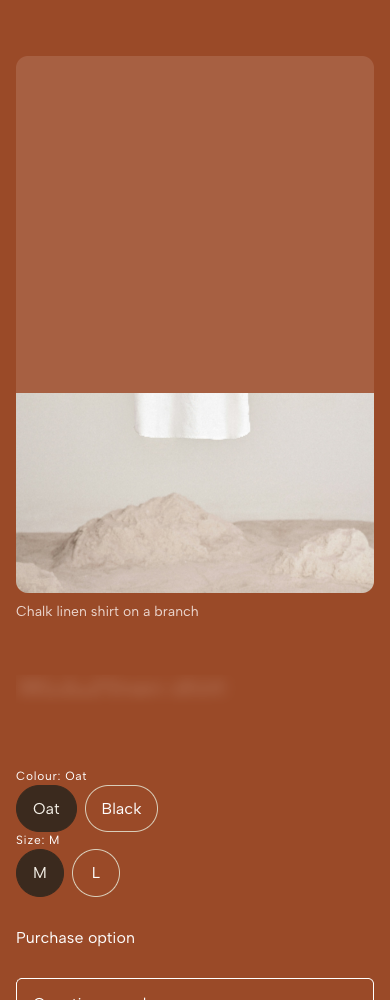 Chalk linen shirt on a branch
Colour: Oat
Oat
Black
Size: M
M
L
Purchase option